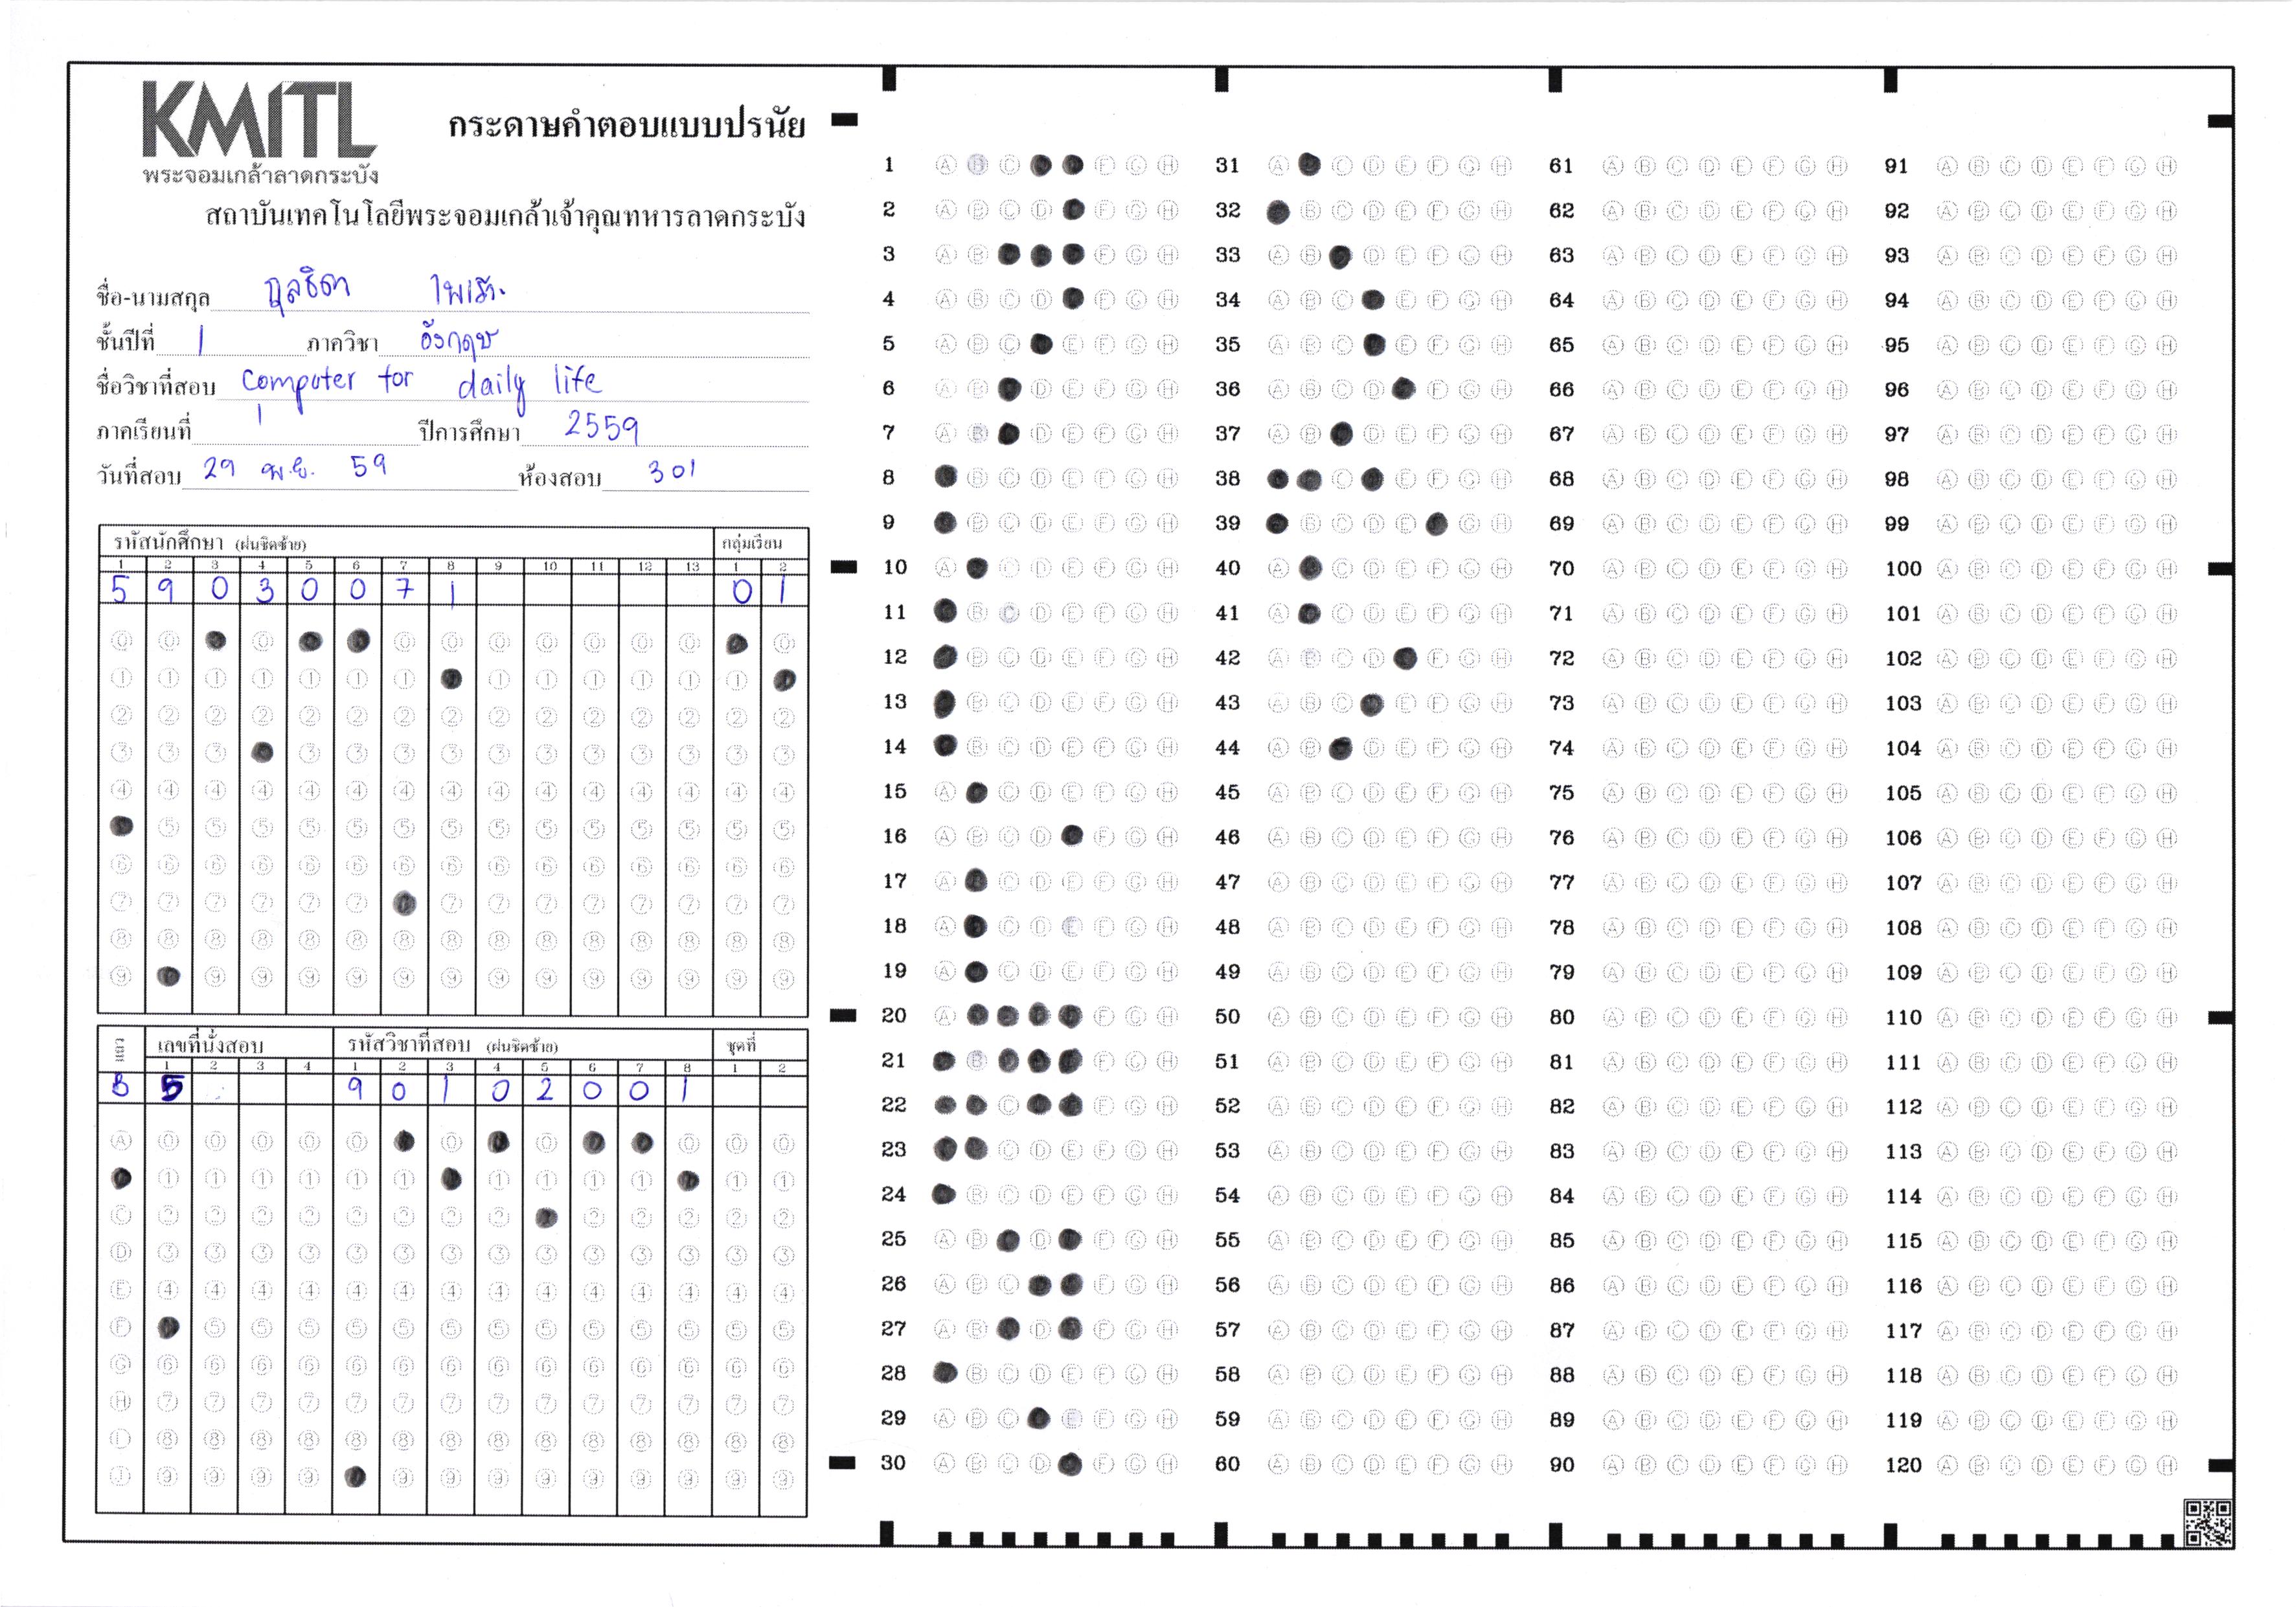 KMITL
พระจอมเกล้าลาดกระบัง
กระดาษคำตอบแบบปรนัย
สถาบันเทคโนโลยีพระจอมเกล้าเจ้าคุณทหารลาดกระบัง
ชื่อ-นามสกุล กุลธิดา
ชั้นปีที่ 1 ภาควิชา อังกฤษ
ชื่อวิชาที่สอบ Computer for daily life
ภาคเรียนที่ 1 ปีการศึกษา 2559
วันที่สอบ 29 พ.ย. 59 ห้องสอบ 301
รหัสนักศึกษา (ฝนชิดซ้าย) กลุ่มเรียน
1 2 3 4 5 6 7 8 9 10 11 12 13 1 2
5 9 0 3 0 0 7 1 0 1
แถว เลขที่นั่งสอบ รหัสวิชาที่สอบ (ฝนชิดซ้าย) ชุดที่
1 2 3 4 1 2 3 4 5 6 7 8 1 2
B 5 9 0 1 0 2 0 0 1
1 31 61 91
2 32 62 92
3 33 63 93
4 34 64 94
5 35 65 95
6 36 66 96
7 37 67 97
8 38 68 98
9 39 69 99
10 40 70 100
11 41 71 101
12 42 72 102
13 43 73 103
14 44 74 104
15 45 75 105
16 46 76 106
17 47 77 107
18 48 78 108
19 49 79 109
20 50 80 110
21 51 81 111
22 52 82 112
23 53 83 113
24 54 84 114
25 55 85 115
26 56 86 116
27 57 87 117
28 58 88 118
29 59 89 119
30 60 90 120